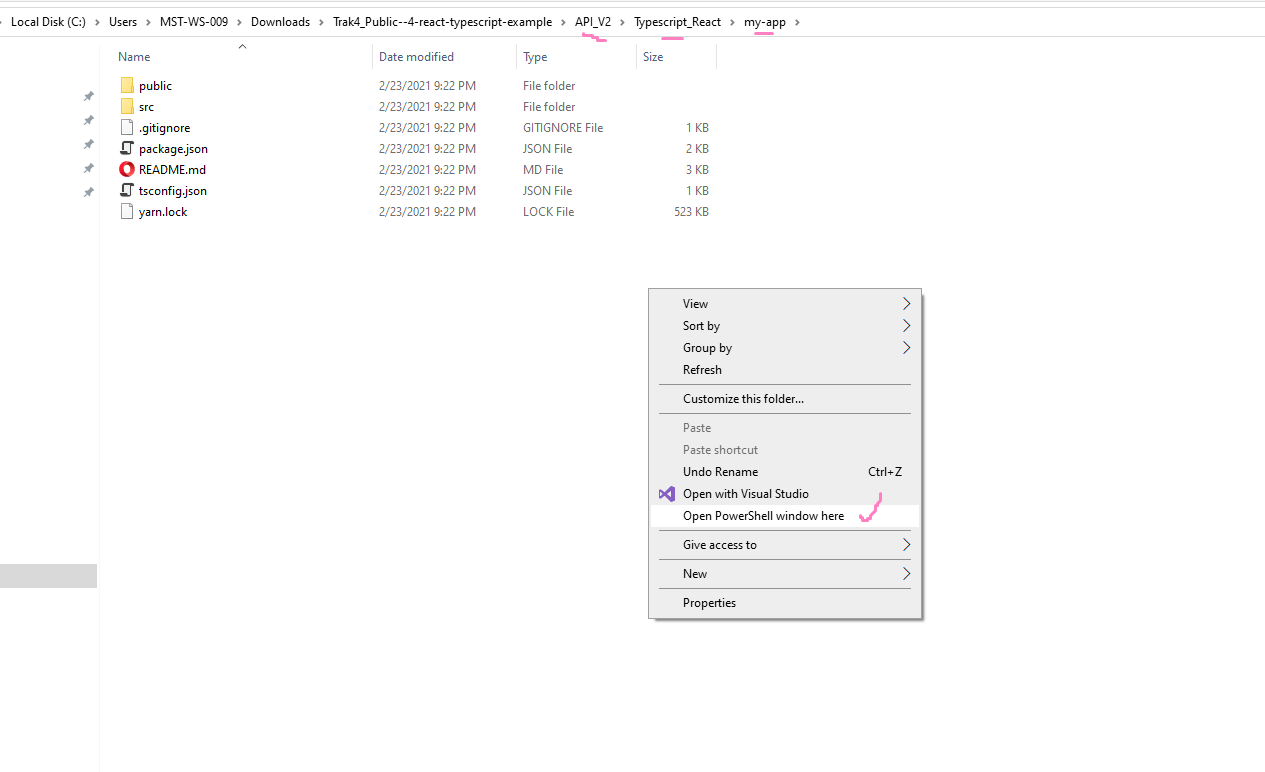 Local Disk (C:) > Users > MST-WS-009 > Downloads > Trak4_Public--4-react-typescript-example > API_V2 > Typescript_React > my-app >
Name Date modified Type Size
public 2/23/2021 9:22 PM File folder
src 2/23/2021 9:22 PM File folder
.gitignore 2/23/2021 9:22 PM GITIGNORE File 1 KB
package.json 2/23/2021 9:22 PM JSON File 2 KB
README.md 2/23/2021 9:22 PM MD File 3 KB
tsconfig.json 2/23/2021 9:22 PM JSON File 1 KB
yarn.lock 2/23/2021 9:22 PM LOCK File 523 KB
View
Sort by
Group by
Refresh
Customize this folder...
Paste
Paste shortcut
Undo Rename Ctrl+Z
Open with Visual Studio
Open PowerShell window here
Give access to
New
Properties